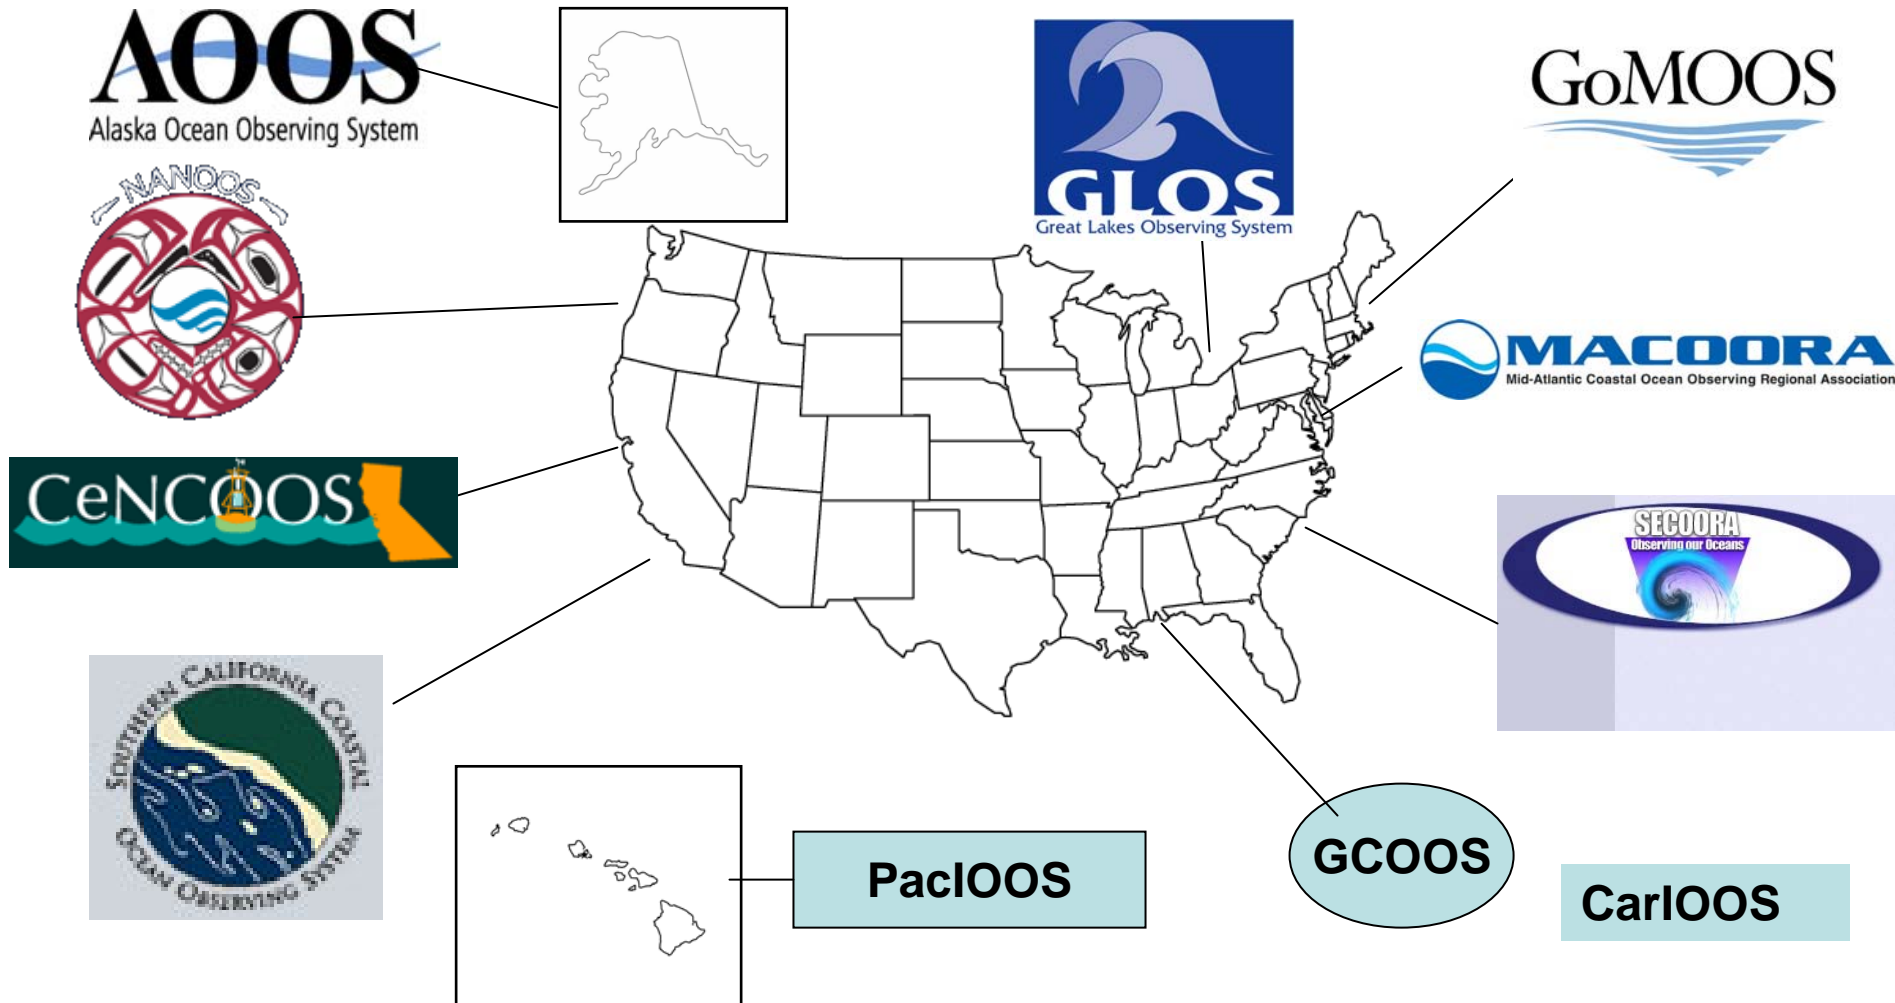 AOOS
Alaska Ocean Observing System
NANOOS
GLOS
Great Lakes Observing System
GoMOOS
MACOORA
Mid-Atlantic Coastal Ocean Observing Regional Association
CeNCOOS
SECOORA
Observing our Oceans
SOUTHERN CALIFORNIA COASTAL
OCEAN OBSERVING SYSTEM
PacIOOS
GCOOS
CarIOOS